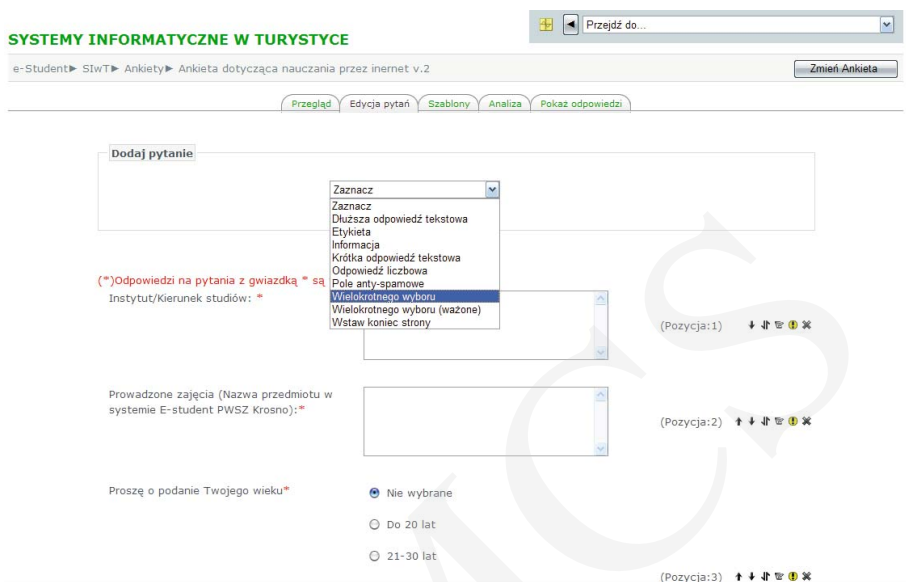 Przejdź do...
SYSTEMY INFORMATYCZNE W TURYSTYCE
e-Student► SIwT► Ankiety► Ankieta dotycząca nauczania przez inernet v.2
Zmień Ankieta
Przegląd Edycja pytań Szablony Analiza Pokaż odpowiedzi
Dodaj pytanie
Zaznacz
Zaznacz
Dłuższa odpowiedź tekstowa
Etykieta
Informacja
Krótka odpowiedź tekstowa
Odpowiedź liczbowa
Pole anty-spamowe
Wielokrotnego wyboru
Wielokrotnego wyboru (ważone)
Wstaw koniec strony
(*)Odpowiedzi na pytania z gwiazdką * są
Instytut/Kierunek studiów: *
(Pozycja:1)
Prowadzone zajęcia (Nazwa przedmiotu w
systemie E-student PWSZ Krosno):*
(Pozycja:2)
Proszę o podanie Twojego wieku*
Nie wybrane
Do 20 lat
21-30 lat
(Pozycja:3)